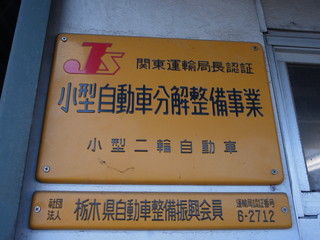 JS 関東運輸局長認証
小型自動車分解整備事業
小型二輪自動車
社団法人 栃木県自動車整備振興会員 運輸局認証番号 6-2712